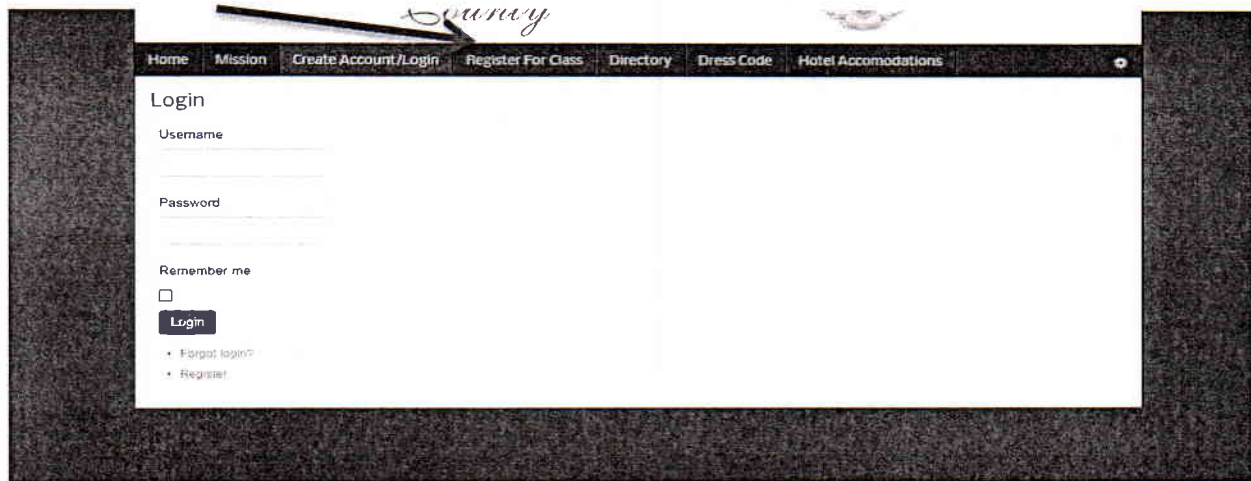 Home Mission Create Account/Login Register For Class Directory Dress Code Hotel Accomodations
Login
Username
Password
Remember me
Login
Forgot login?
Register